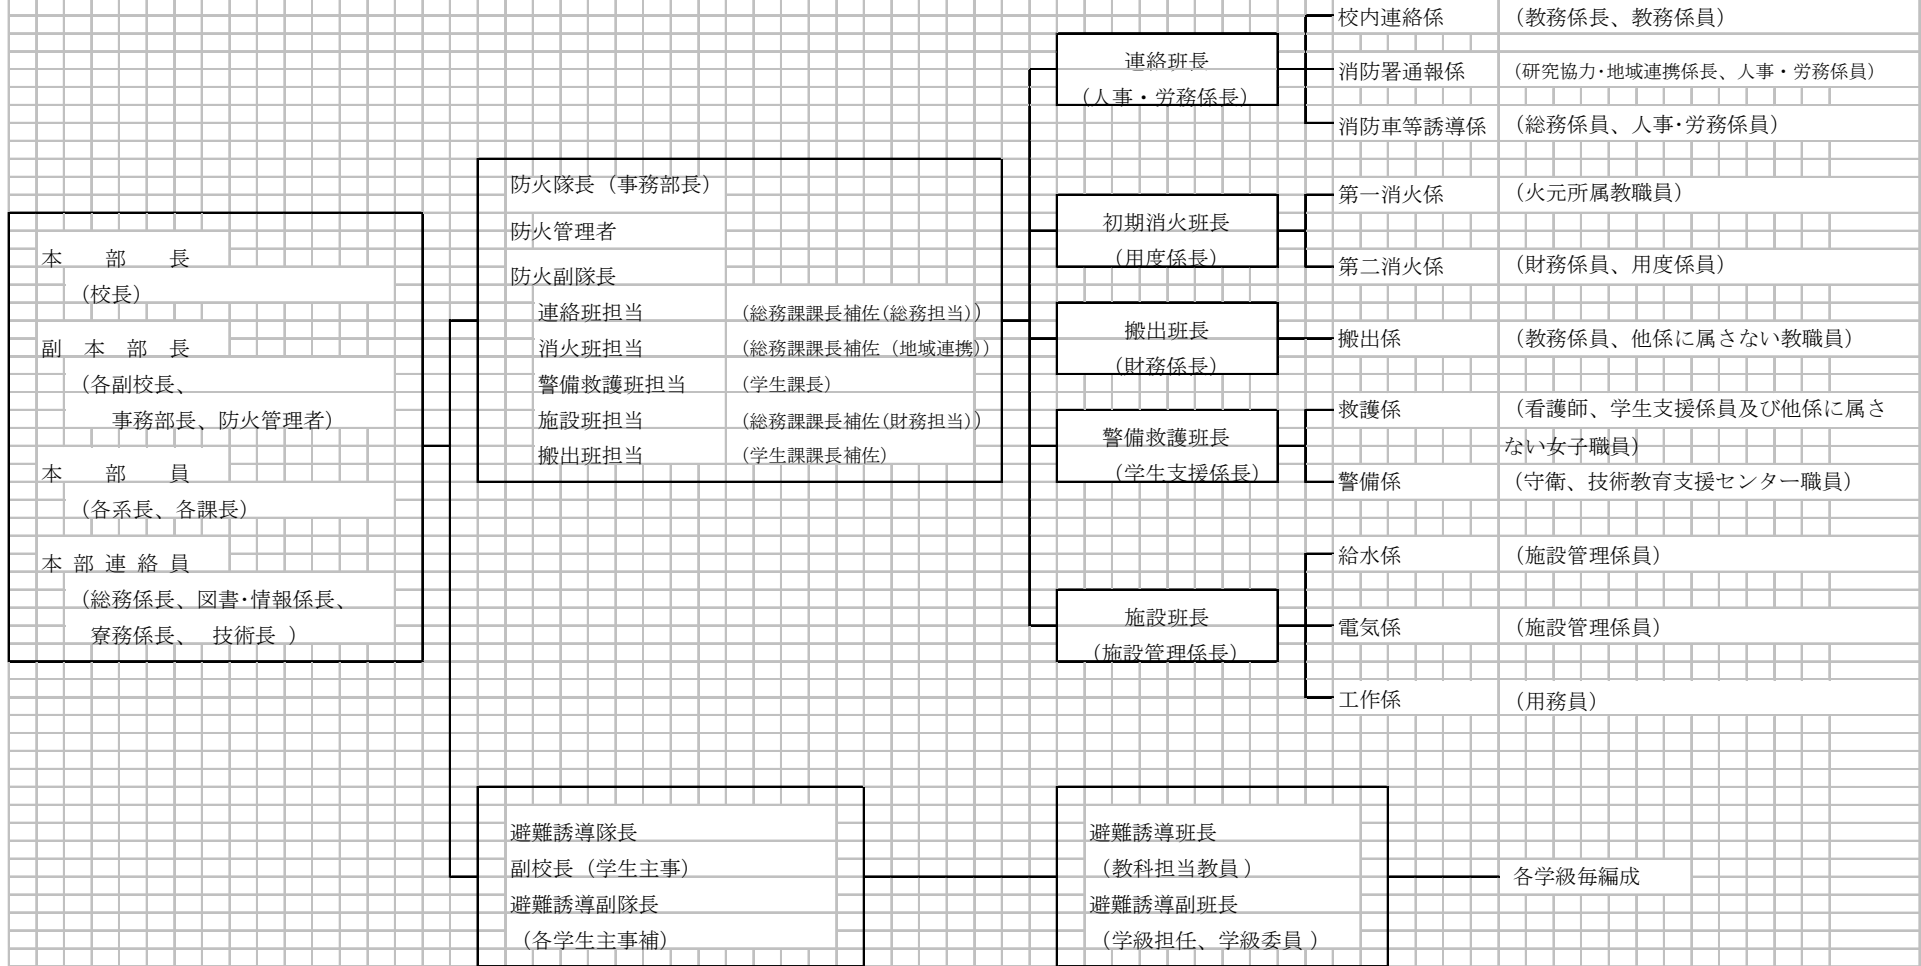 本部長
（校長）
副本部長
（各副校長、
事務部長、防火管理者）
本部員
（各系長、各課長）
本部連絡員
（総務係長、図書･情報係長、
寮務係長、 技術長 ）
防火隊長（事務部長）
防火管理者
防火副隊長
連絡班担当 （総務課課長補佐(総務担当)）
消火班担当 （総務課課長補佐（地域連携)）
警備救護班担当 （学生課長）
施設班担当 （総務課課長補佐(財務担当)）
搬出班担当 （学生課課長補佐）
連絡班長
（人事・労務係長）
校内連絡係 （教務係長、教務係員）
消防署通報係 （研究協力･地域連携係長、人事・労務係員）
消防車等誘導係 （総務係員、人事･労務係員）
初期消火班長
（用度係長）
第一消火係 （火元所属教職員）
第二消火係 （財務係員、用度係員）
搬出班長
（財務係長）
搬出係 （教務係員、他係に属さない教職員）
警備救護班長
（学生支援係長）
救護係 （看護師、学生支援係員及び他係に属さ
ない女子職員）
警備係 （守衛、技術教育支援センター職員）
施設班長
（施設管理係長）
給水係 （施設管理係員）
電気係 （施設管理係員）
工作係 （用務員）
避難誘導隊長
副校長（学生主事）
避難誘導副隊長
（各学生主事補）
避難誘導班長
（教科担当教員 ）
避難誘導副班長
（学級担任、学級委員 ）
各学級毎編成